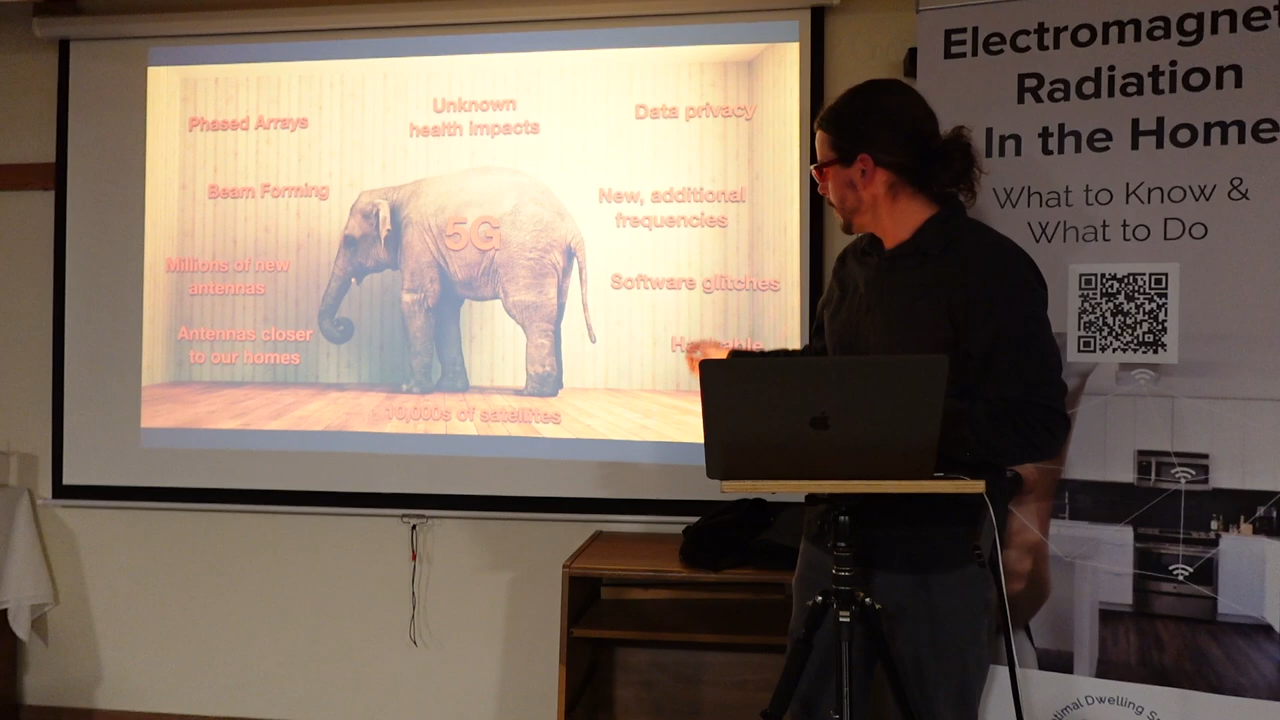 Phased Arrays
Unknown
health impacts
Data privacy
Beam Forming
5G
New, additional
frequencies
Millions of new
antennas
Software glitches
Antennas closer
to our homes
10,000s of satellites
Radiation
In the Home
What to Know &
What to Do
Dwelling